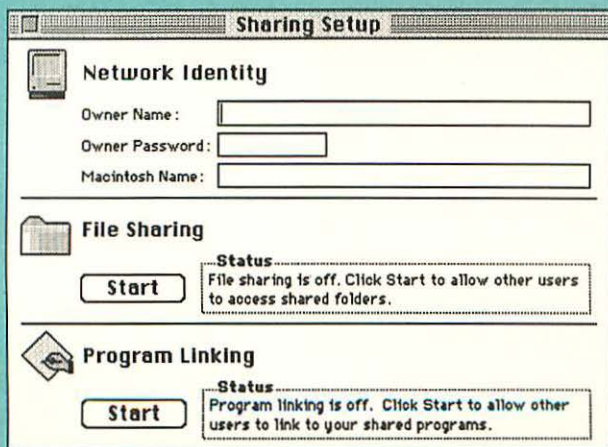 Sharing Setup
Network Identity
Owner Name :
Owner Password :
Macintosh Name :
File Sharing
Start
Status
File sharing is off. Click Start to allow other users
to access shared folders.
Program Linking
Start
Status
Program linking is off. Click Start to allow other
users to link to your shared programs.